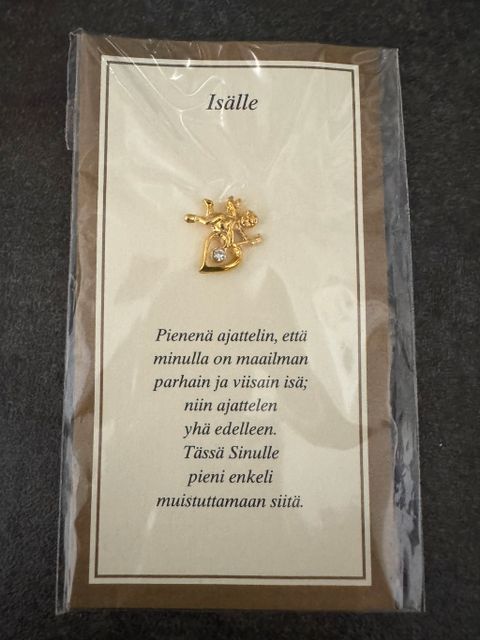 Isälle
Pienenä ajattelin, että
minulla on maailman
parhain ja viisain isä;
niin ajattelen
yhä edelleen.
Tässä Sinulle
pieni enkeli
muistuttamaan siitä.